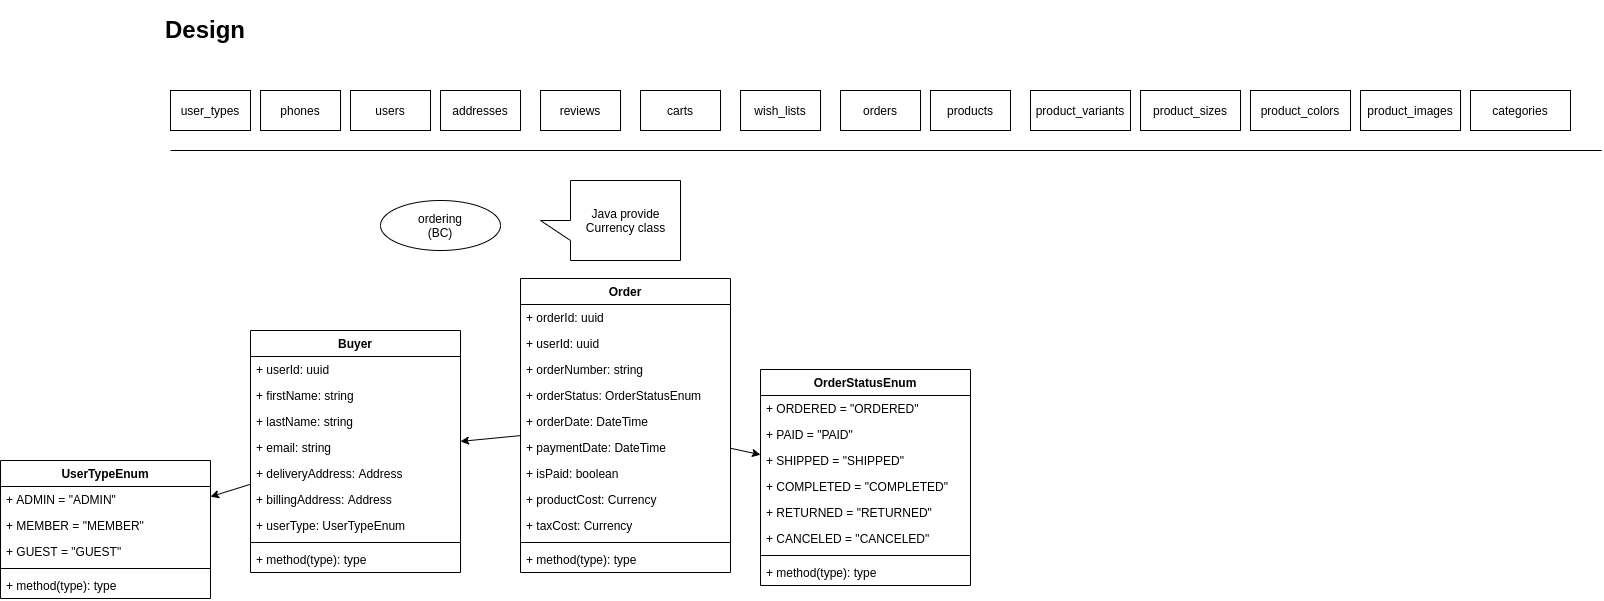 Design
user_types
phones
users
addresses
reviews
carts
wish_lists
orders
products
product_variants
product_sizes
product_colors
product_images
categories
ordering
(BC)
Java provide
Currency class
UserTypeEnum
+ ADMIN = "ADMIN"
+ MEMBER = "MEMBER"
+ GUEST = "GUEST"
+ method(type): type
Buyer
+ userId: uuid
+ firstName: string
+ lastName: string
+ email: string
+ deliveryAddress: Address
+ billingAddress: Address
+ userType: UserTypeEnum
+ method(type): type
Order
+ orderId: uuid
+ userId: uuid
+ orderNumber: string
+ orderStatus: OrderStatusEnum
+ orderDate: DateTime
+ paymentDate: DateTime
+ isPaid: boolean
+ productCost: Currency
+ taxCost: Currency
+ method(type): type
OrderStatusEnum
+ ORDERED = "ORDERED"
+ PAID = "PAID"
+ SHIPPED = "SHIPPED"
+ COMPLETED = "COMPLETED"
+ RETURNED = "RETURNED"
+ CANCELED = "CANCELED"
+ method(type): type